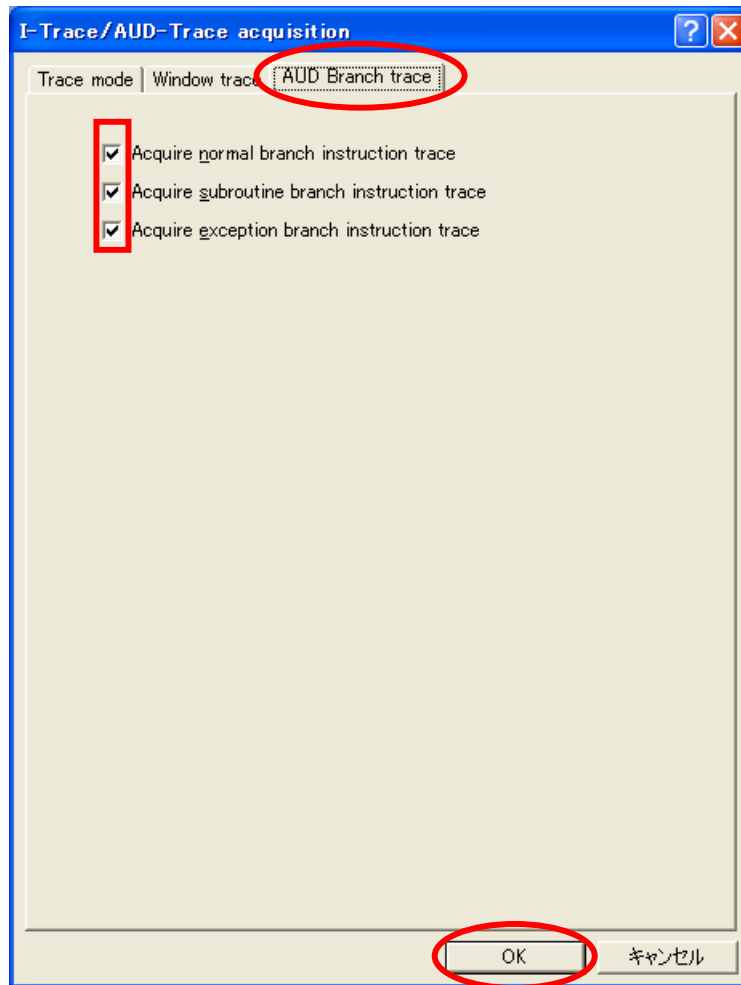 I-Trace/AUD-Trace acquisition
Trace mode Window trace AUD Branch trace
Acquire normal branch instruction trace
Acquire subroutine branch instruction trace
Acquire exception branch instruction trace
OK キャンセル